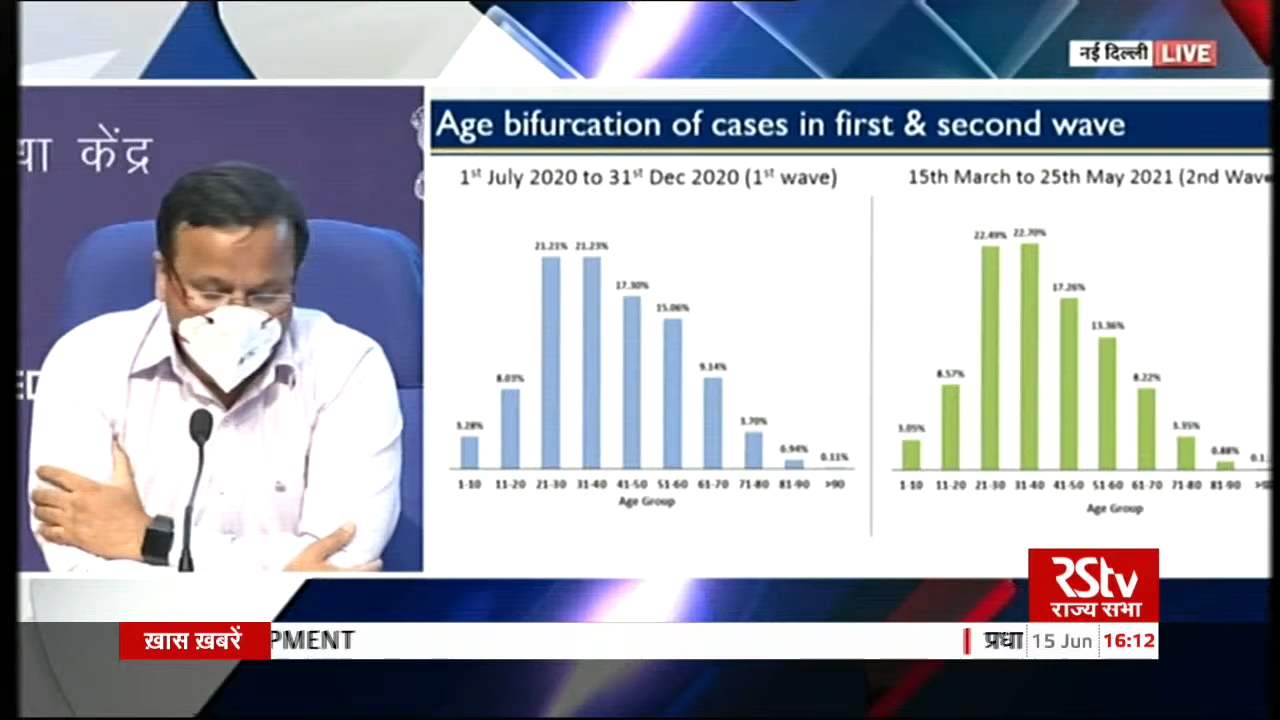 नई दिल्ली LIVE
केंद्र
Age bifurcation of cases in first & second wave
1st July 2020 to 31st Dec 2020 (1st wave)
3.28% 8.03% 21.21% 21.23% 17.30% 15.06% 9.14% 3.70% 0.94% 0.11%
1-10 11-20 21-30 31-40 41-50 51-60 61-70 71-80 81-90 >90
Age Group
15th March to 25th May 2021 (2nd Wave
3.05% 8.57% 22.49% 22.70% 17.26% 13.36% 8.22% 3.35% 0.88%
1-10 11-20 21-30 31-40 41-50 51-60 61-70 71-80 81-90
Age Group
RStv
राज्य सभा
ख़ास ख़बरें PMENT प्रधा 15 Jun 16:12